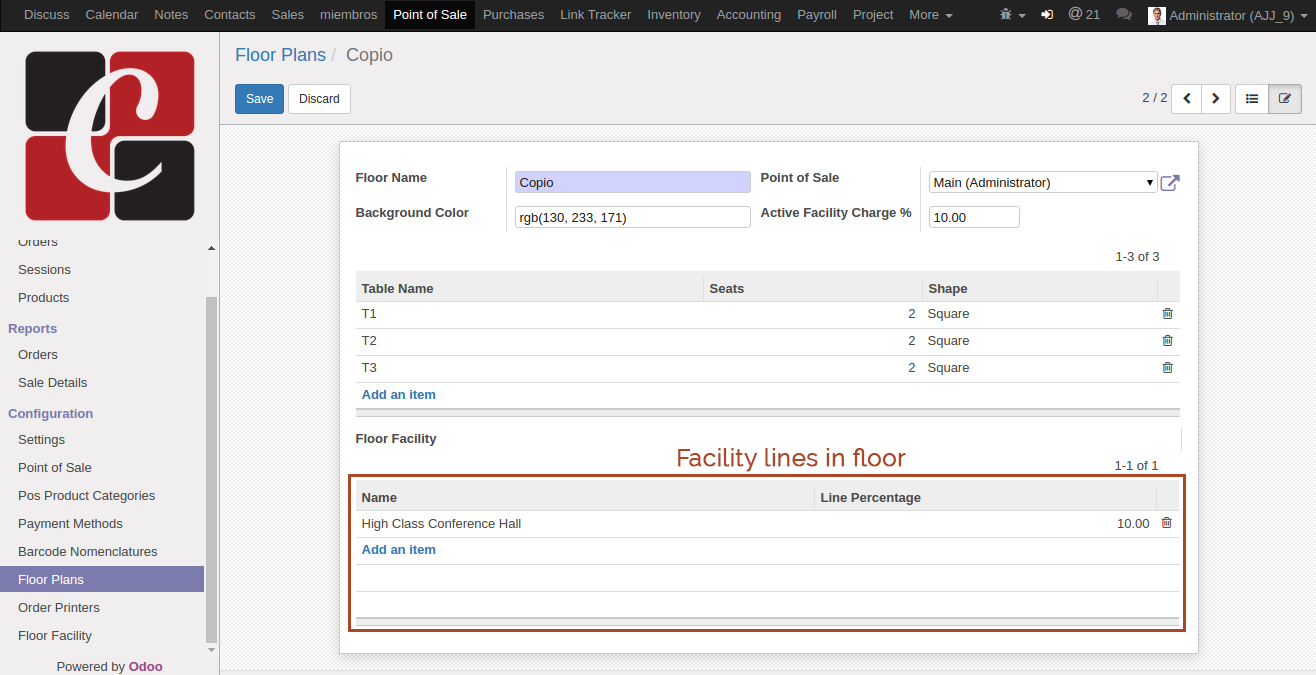 Discuss Calendar Notes Contacts Sales miembros Point of Sale Purchases Link Tracker Inventory Accounting Payroll Project More @ 21 Administrator (AJJ_9)
Floor Plans / Copio
Save Discard
2 / 2
C
Orders
Sessions
Products
Reports
Orders
Sale Details
Configuration
Settings
Point of Sale
Pos Product Categories
Payment Methods
Barcode Nomenclatures
Floor Plans
Order Printers
Floor Facility
Powered by Odoo
Floor Name Copio Point of Sale Main (Administrator)
Background Color rgb(130, 233, 171) Active Facility Charge % 10.00
1-3 of 3
Table Name Seats Shape
T1 2 Square
T2 2 Square
T3 2 Square
Add an item
Floor Facility
Facility lines in floor
1-1 of 1
Name Line Percentage
High Class Conference Hall 10.00
Add an item